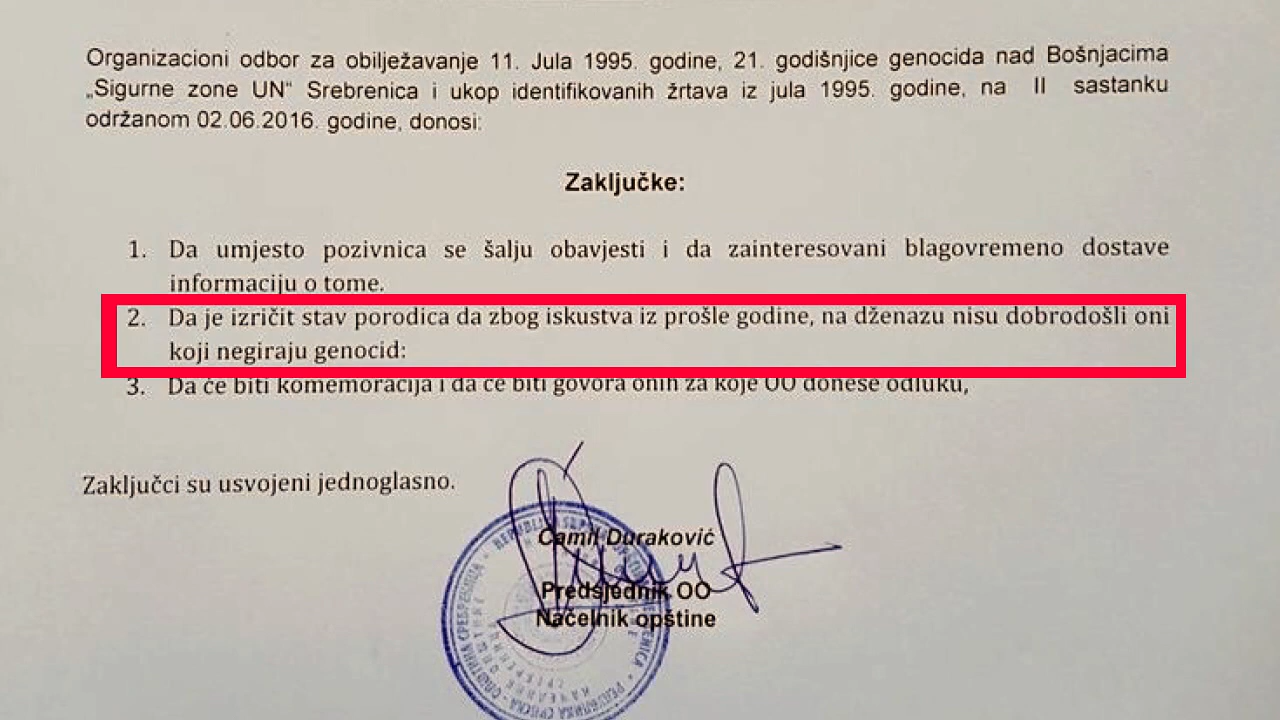 Organizacioni odbor za obilježavanje 11. Jula 1995. godine, 21. godišnjice genocida nad Bošnjacima
„Sigurne zone UN“ Srebrenica i ukop identifikovanih žrtava iz jula 1995. godine, na II sastanku
održanom 02.06.2016. godine, donosi:
Zaključke:
1. Da umjesto pozivnica se šalju obavjesti i da zainteresovani blagovremeno dostave
informaciju o tome.
2. Da je izričit stav porodica da zbog iskustva iz prošle godine, na dženazu nisu dobrodošli oni
koji negiraju genocid:
3. Da će biti komemoracija i da će biti govora onih za koje OO donese odluku,
Zaključci su usvojeni jednoglasno.
Camil Duraković
Predsjednik OO
Načelnik opštine